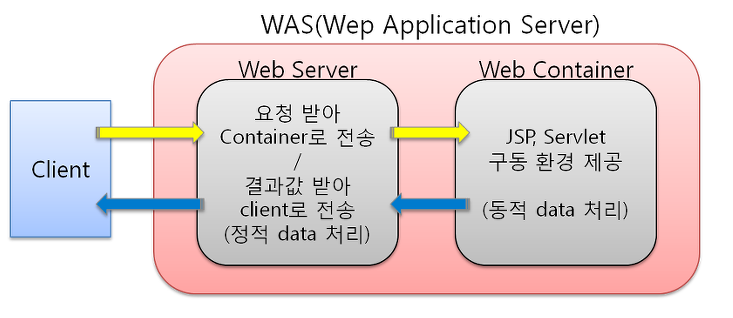 WAS(Wep Application Server)
Web Server
Web Container
Client
요청 받아
Container로 전송
/
결과값 받아
client로 전송
(정적 data 처리)
JSP, Servlet
구동 환경 제공
(동적 data 처리)